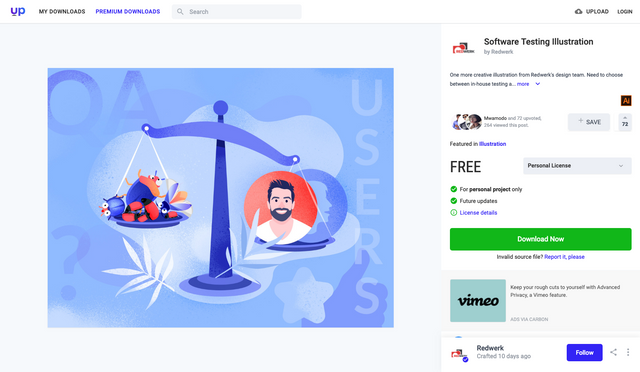 up
MY DOWNLOADS
PREMIUM DOWNLOADS
Search
UPLOAD
LOGIN
QA
?
USERS
Software Testing Illustration
by Redwerk
One more creative illustration from Redwerk's design team. Need to choose
between in-house testing a... more
Ai
Mwarnodo and 72 upvoted,
264 viewed this post.
+ SAVE
72
Featured in Illustration
FREE
Personal License
For personal project only
Future updates
License details
Download Now
Invalid source file? Report it, please
vimeo
Keep your rough cuts to yourself with Advanced
Privacy, a Vimeo feature.
ADS VIA CARBON
Redwerk
Crafted 10 days ago
Follow